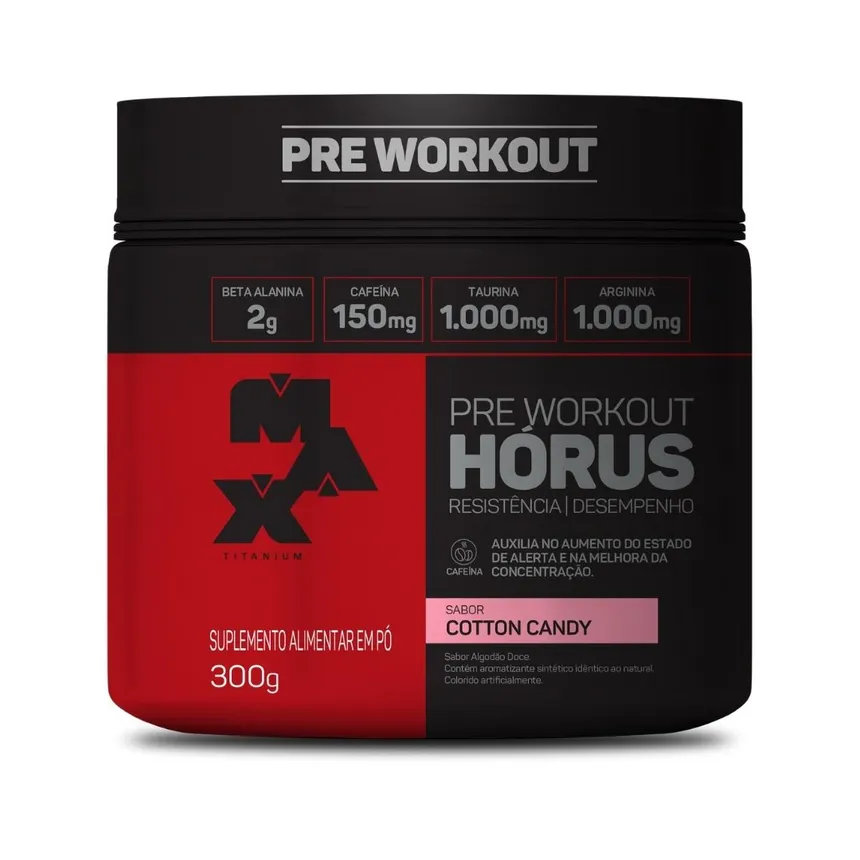 PRE WORKOUT
BETA ALANINA
2g
CAFEÍNA
150mg
TAURINA
1.000mg
ARGININA
1.000mg
MAX
TITANIUM
SUPLEMENTO ALIMENTAR EM PÓ
300g
PRE WORKOUT
HÓRUS
RESISTÊNCIA|DESEMPENHO
CAFEÍNA
AUXILIA NO AUMENTO DO ESTADO
DE ALERTA E NA MELHORA DA
CONCENTRAÇÃO.
SABOR
COTTON CANDY
Sabor Algodão Doce.
Contém aromatizante sintético idêntico ao natural.
Colorido artificialmente.